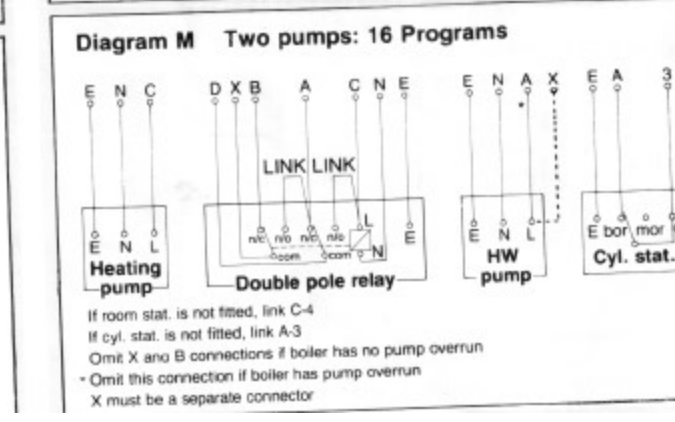 Diagram M Two pumps: 16 Programs
E N C D X B A C N E E N A X E A 3
*
LINK LINK
L
n/c n/o n/c n/o
E N L com com N E E N L E bor mor
Heating pump
Double pole relay
HW pump
Cyl. stat.
If room stat. is not fitted, link C-4
If cyl. stat. is not fitted, link A-3
Omit X and B connections if boiler has no pump overrun
* Omit this connection if boiler has pump overrun
X must be a separate connector